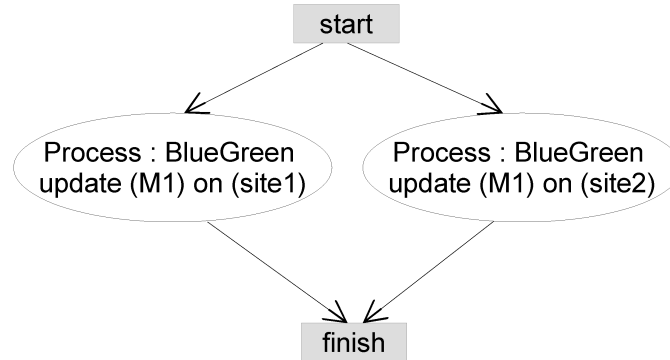 start
Process : BlueGreen
update (M1) on (site1)
Process : BlueGreen
update (M1) on (site2)
finish